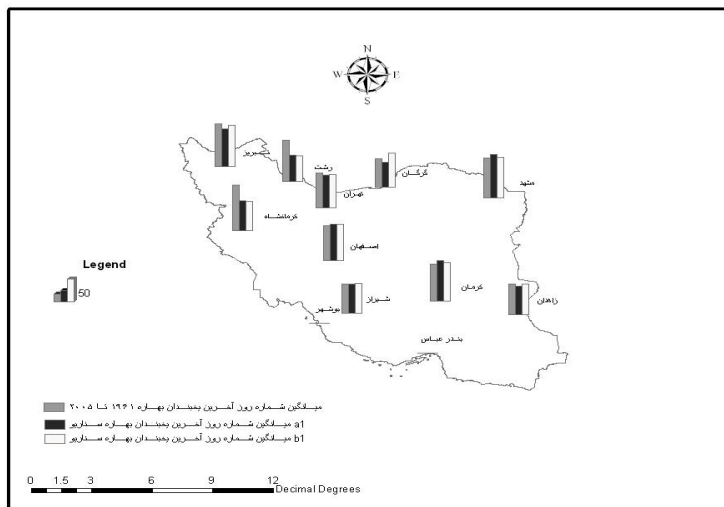 N
W E
S
تبریز
رشت
گرگان
مشهد
تهران
کرمانشاه
اصفهان
Legend
50
کرمان
شیراز
زاهدان
بوشهر
بندر عباس
میانگین شماره روز آخرین یخبندان بهاره ۱۹۶۱ تا ۲۰۰۵
میانگین شماره روز آخرین یخبندان بهاره سناریو a1
میانگین شماره روز آخرین یخبندان بهاره سناریو b1
0 1.5 3 6 9 12
Decimal Degrees